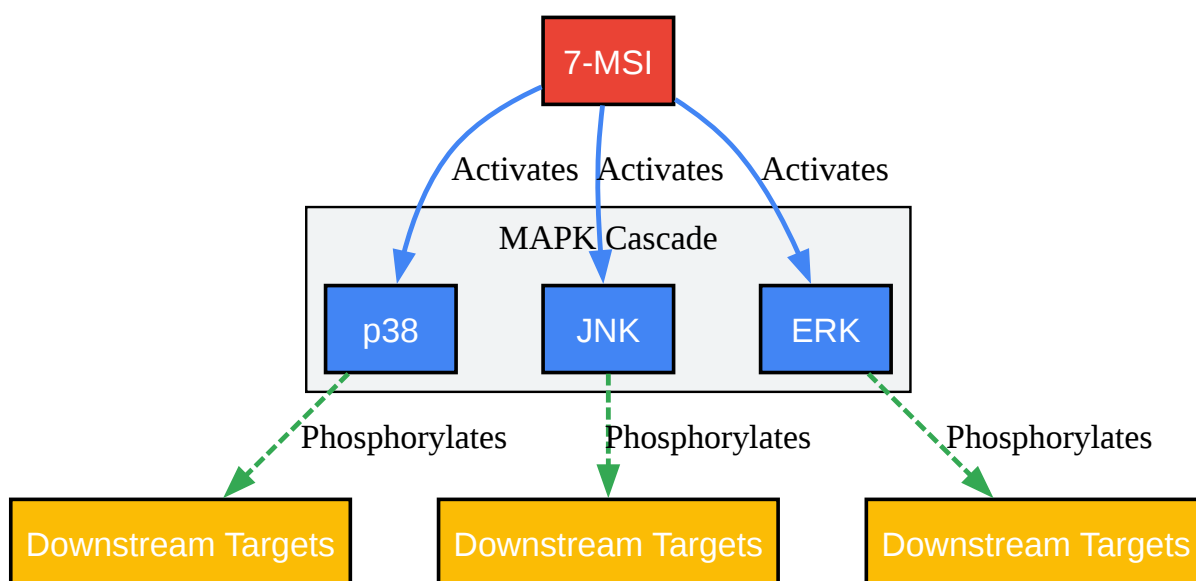 7-MSI
Activates Activates Activates
MAPK Cascade
p38 JNK ERK
Phosphorylates Phosphorylates Phosphorylates
Downstream Targets Downstream Targets Downstream Targets